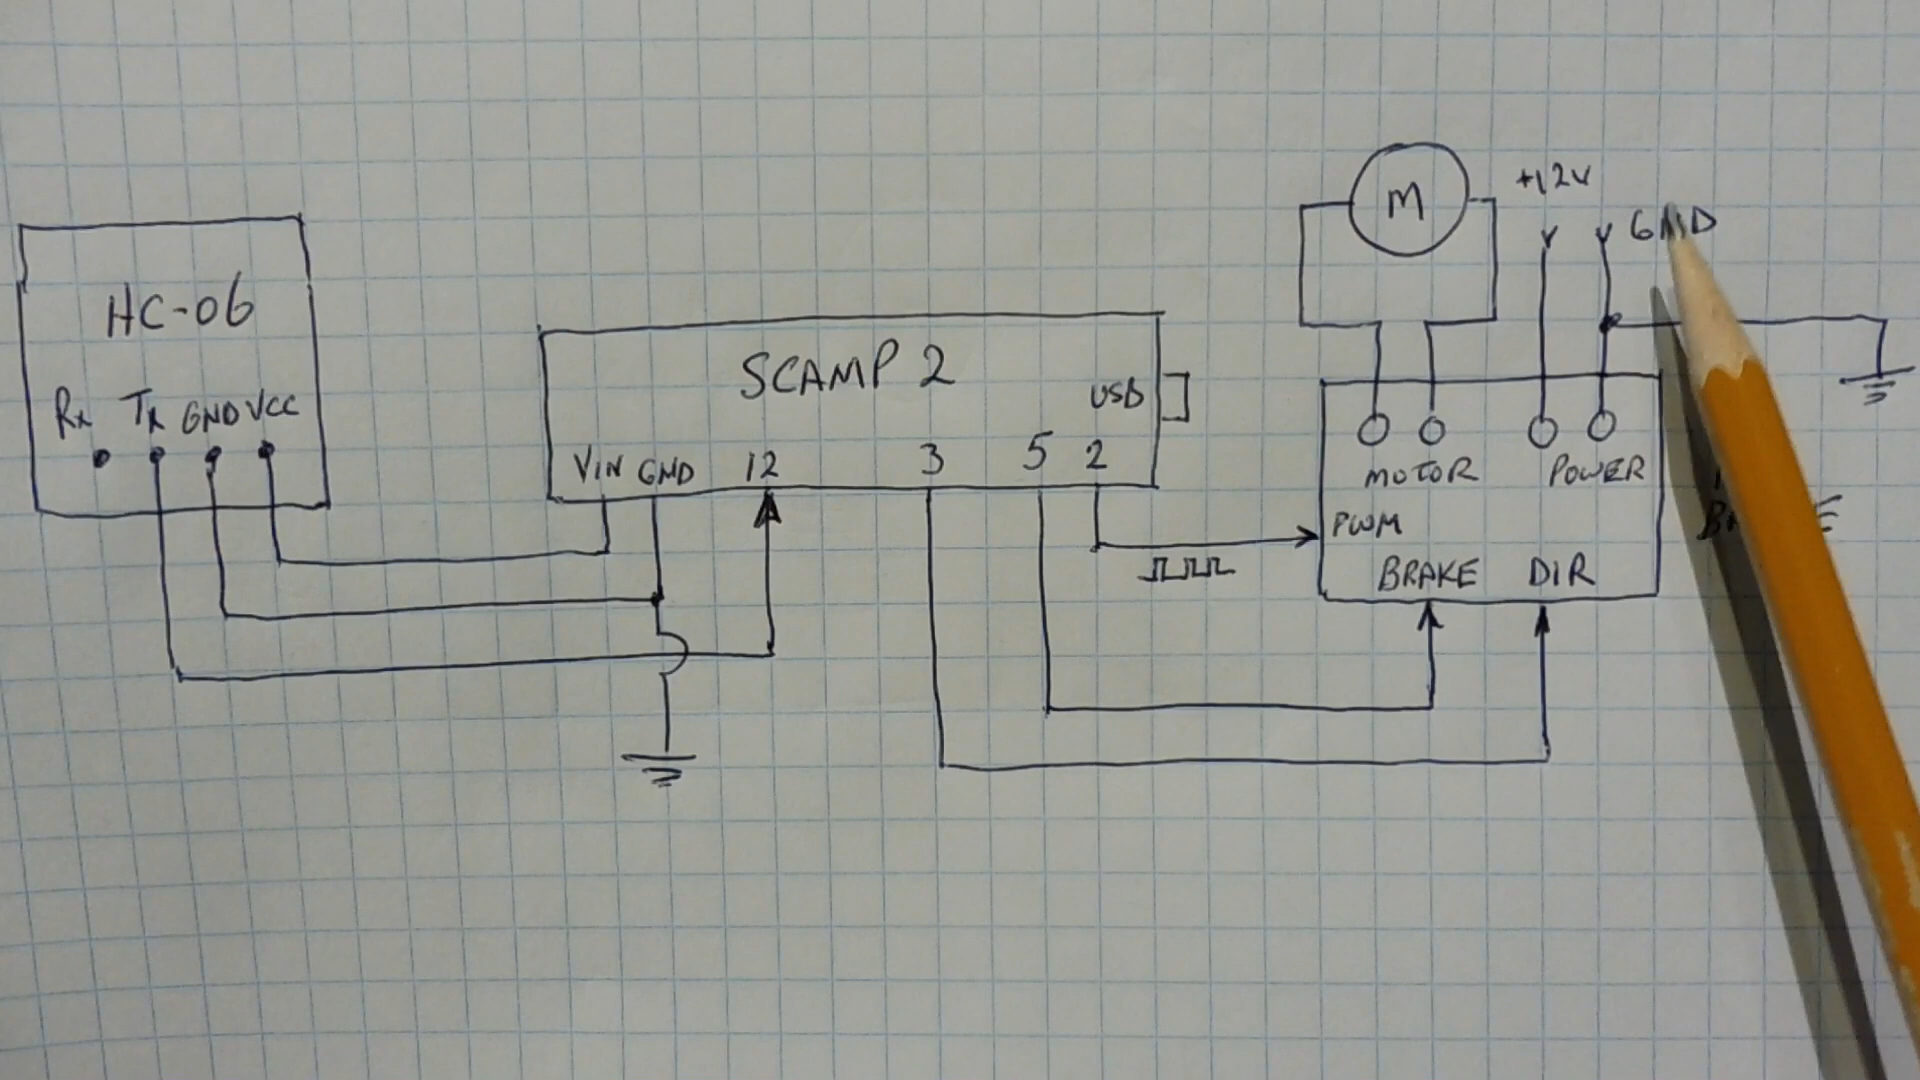 HC-06
Rx Tx GND VCC
SCAMP 2
USB
VIN GND 12 3 5 2
M
+12V
GND
MOTOR POWER
PWM
BRAKE DIR